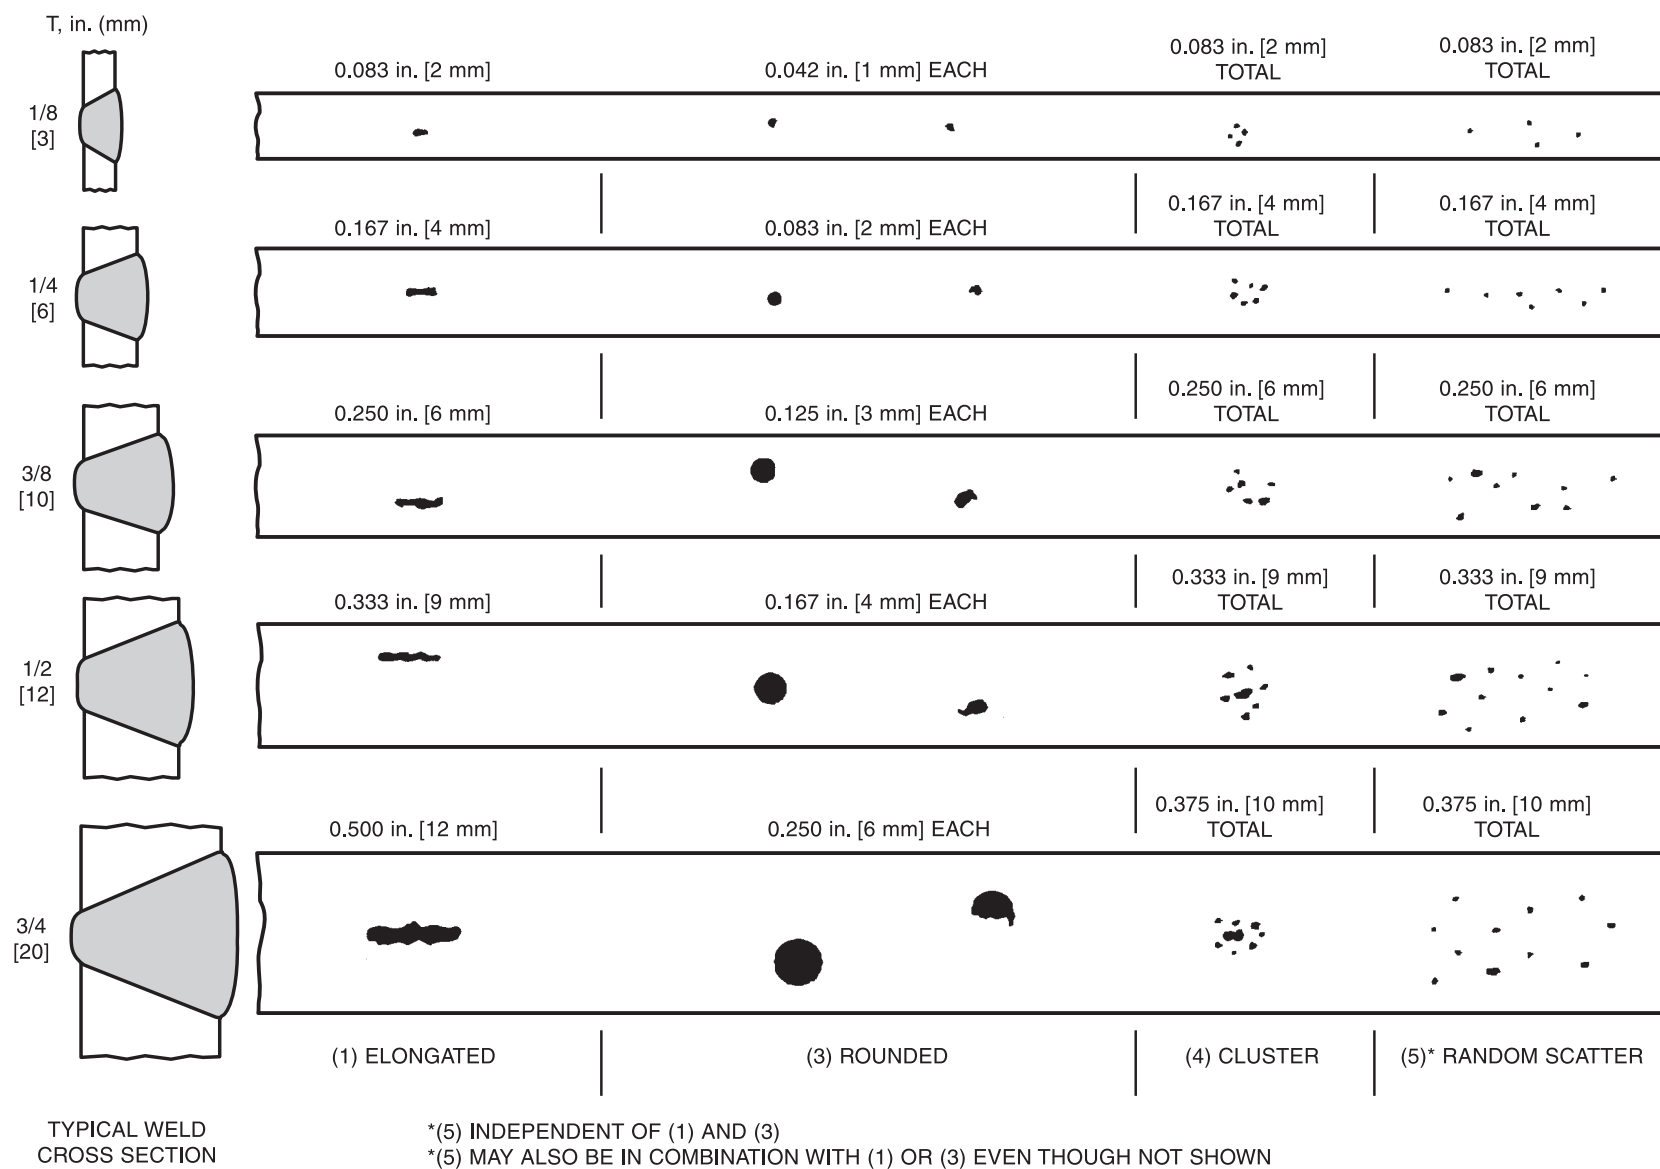 T, in. (mm)
0.083 in. [2 mm]
0.042 in. [1 mm] EACH
0.083 in. [2 mm]
TOTAL
0.083 in. [2 mm]
TOTAL
1/8
[3]
0.167 in. [4 mm]
0.083 in. [2 mm] EACH
0.167 in. [4 mm]
TOTAL
0.167 in. [4 mm]
TOTAL
1/4
[6]
0.250 in. [6 mm]
0.125 in. [3 mm] EACH
0.250 in. [6 mm]
TOTAL
0.250 in. [6 mm]
TOTAL
3/8
[10]
0.333 in. [9 mm]
0.167 in. [4 mm] EACH
0.333 in. [9 mm]
TOTAL
0.333 in. [9 mm]
TOTAL
1/2
[12]
0.500 in. [12 mm]
0.250 in. [6 mm] EACH
0.375 in. [10 mm]
TOTAL
0.375 in. [10 mm]
TOTAL
3/4
[20]
(1) ELONGATED
(3) ROUNDED
(4) CLUSTER
(5)* RANDOM SCATTER
TYPICAL WELD
CROSS SECTION
*(5) INDEPENDENT OF (1) AND (3)
*(5) MAY ALSO BE IN COMBINATION WITH (1) OR (3) EVEN THOUGH NOT SHOWN